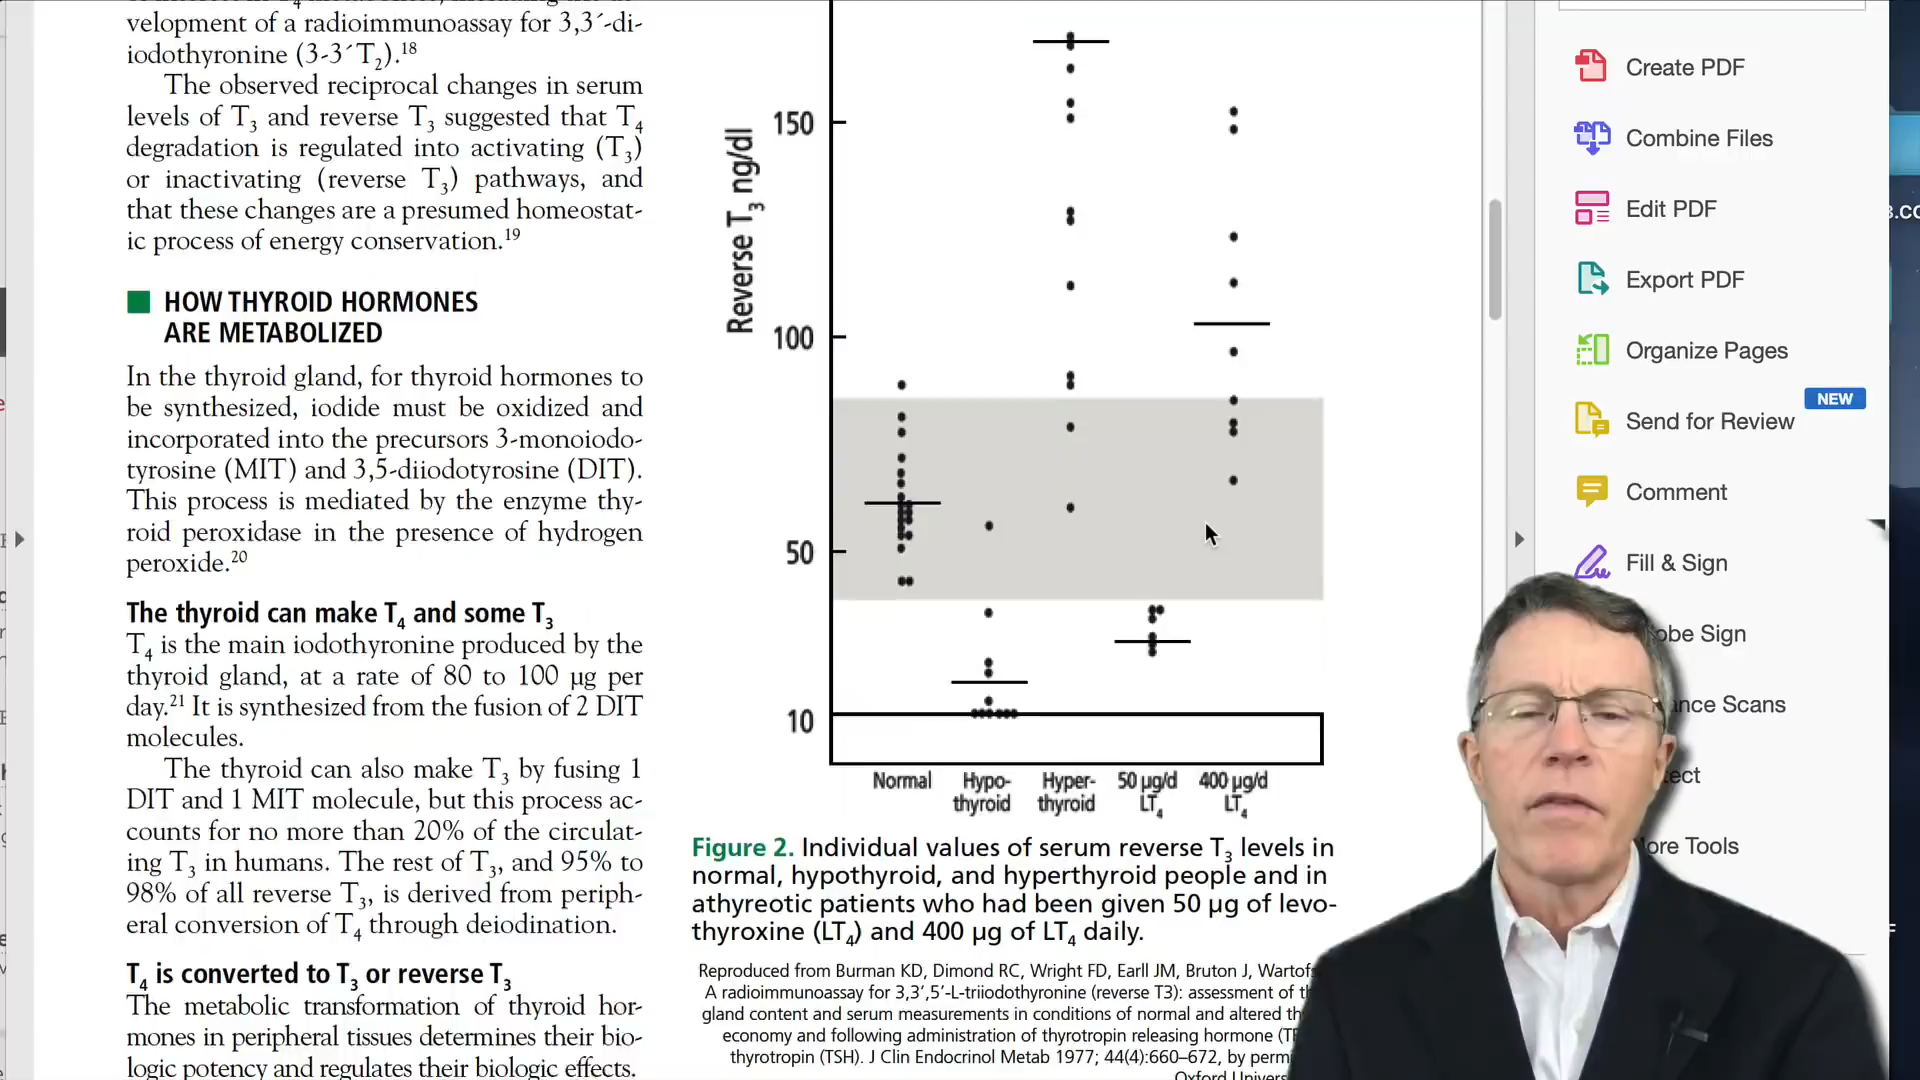 velopment of a radioimmunoassay for 3,3´-di-
iodothyronine (3-3´T2).18
The observed reciprocal changes in serum
levels of T3 and reverse T3 suggested that T4
degradation is regulated into activating (T3)
or inactivating (reverse T3) pathways, and
that these changes are a presumed homeostat-
ic process of energy conservation.19
HOW THYROID HORMONES
ARE METABOLIZED
In the thyroid gland, for thyroid hormones to
be synthesized, iodide must be oxidized and
incorporated into the precursors 3-monoiodo-
tyrosine (MIT) and 3,5-diiodotyrosine (DIT).
This process is mediated by the enzyme thy-
roid peroxidase in the presence of hydrogen
peroxide.20
The thyroid can make T4 and some T3
T4 is the main iodothyronine produced by the
thyroid gland, at a rate of 80 to 100 µg per
day.21 It is synthesized from the fusion of 2 DIT
molecules.
The thyroid can also make T3 by fusing 1
DIT and 1 MIT molecule, but this process ac-
counts for no more than 20% of the circulat-
ing T3 in humans. The rest of T3, and 95% to
98% of all reverse T3, is derived from periph-
eral conversion of T4 through deiodination.
T4 is converted to T3 or reverse T3
The metabolic transformation of thyroid hor-
mones in peripheral tissues determines their bio-
logic potency and regulates their biologic effects.
Reverse T3 ng/dl
150
100
50
10
Normal
Hypo-
thyroid
Hyper-
thyroid
50 µg/d
LT4
400 µg/d
LT4
Figure 2. Individual values of serum reverse T3 levels in
normal, hypothyroid, and hyperthyroid people and in
athyreotic patients who had been given 50 µg of levo-
thyroxine (LT4) and 400 µg of LT4 daily.
Reproduced from Burman KD, Dimond RC, Wright FD, Earll JM, Bruton J, Wartofs
A radioimmunoassay for 3,3’,5’-L-triiodothyronine (reverse T3): assessment of th
gland content and serum measurements in conditions of normal and altered th
economy and following administration of thyrotropin releasing hormone (T
thyrotropin (TSH). J Clin Endocrinol Metab 1977; 44(4):660–672, by perm
Oxford Univers
Create PDF
Combine Files
Edit PDF
Export PDF
Organize Pages
NEW
Send for Review
Comment
Fill & Sign
obe Sign
ance Scans
ect
ore Tools